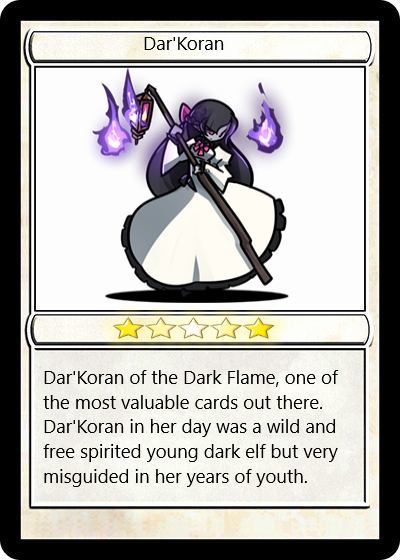 Dar'Koran
Dar'Koran of the Dark Flame, one of
the most valuable cards out there.
Dar'Koran in her day was a wild and
free spirited young dark elf but very
misguided in her years of youth.